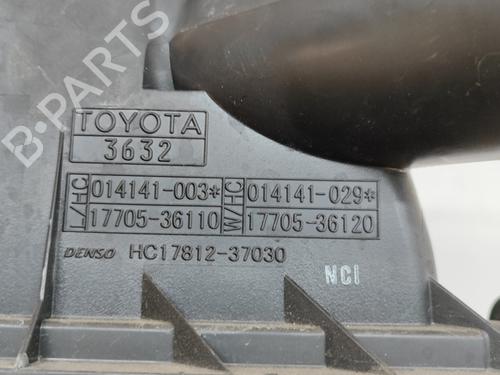 B-PARTS
TOYOTA
3632
L/HC 014141-003* W/HC 014141-029*
17705-36110 17705-36120
DENSO HC17812-37030
NCI